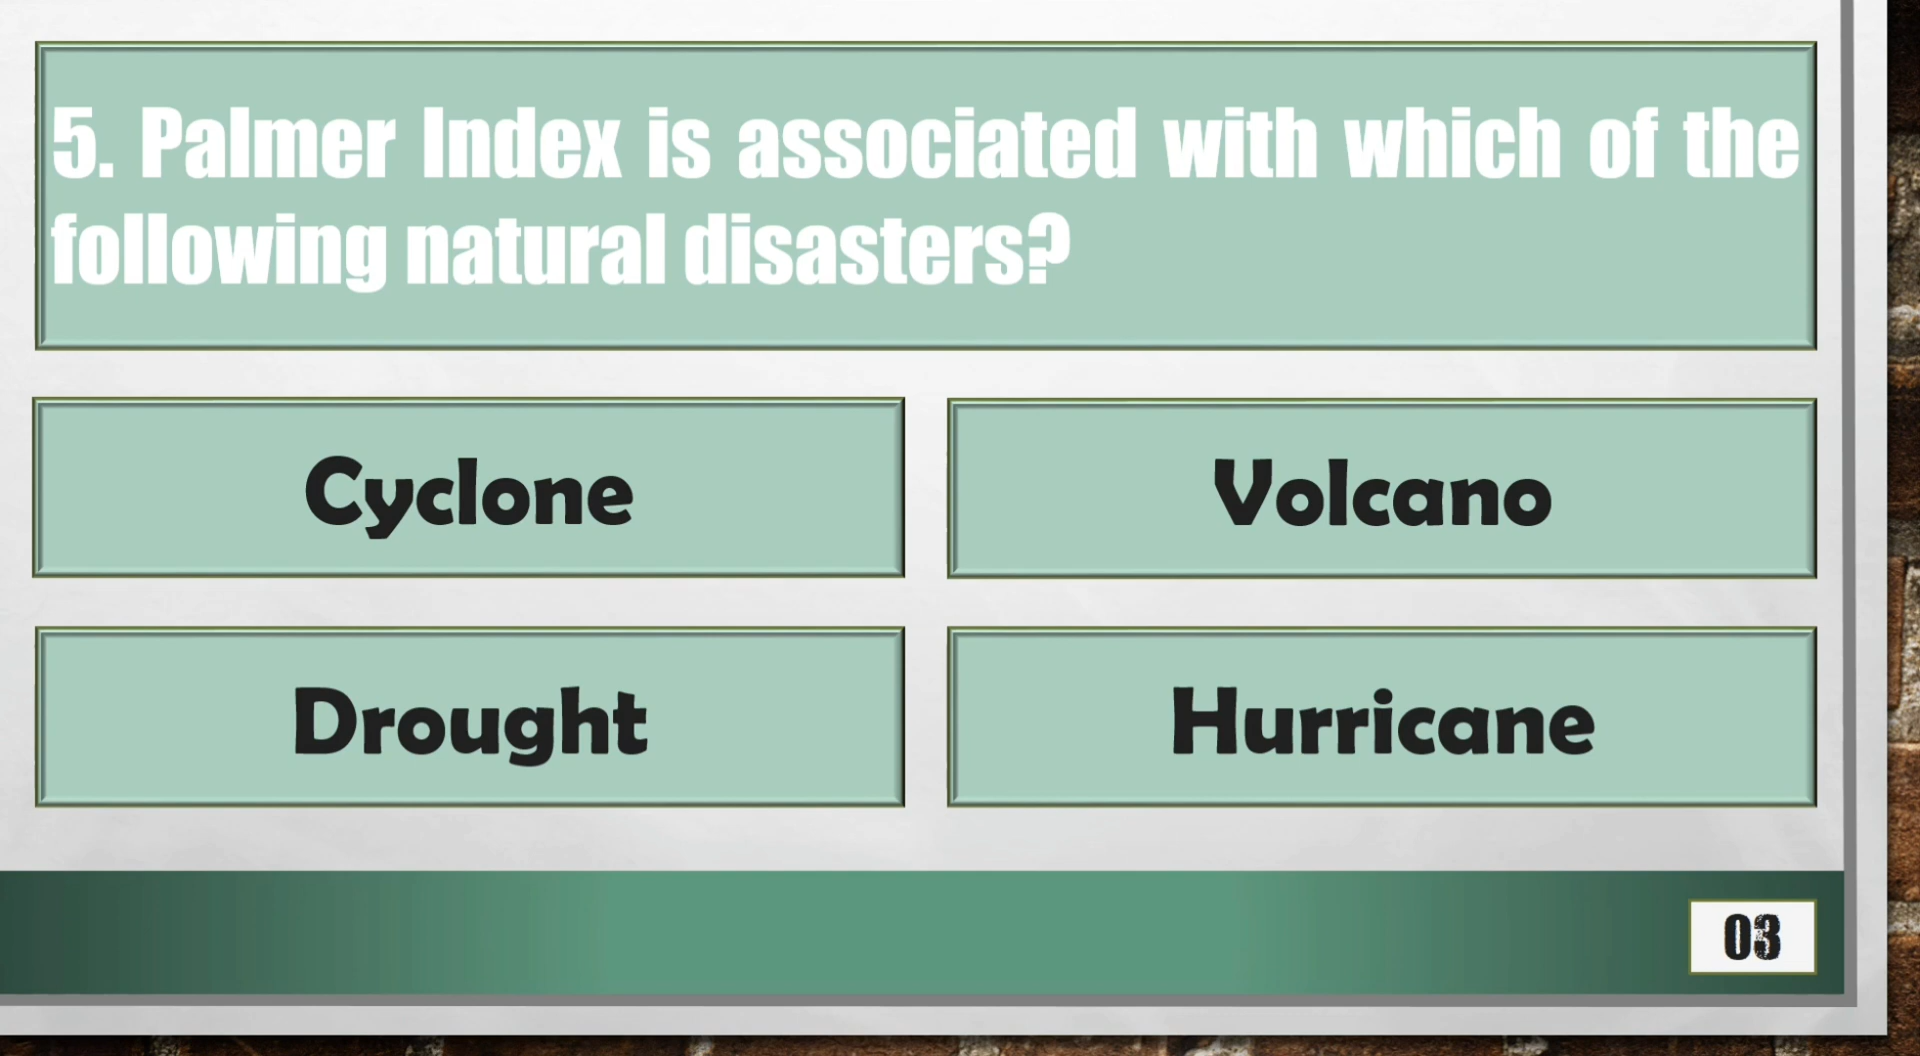 5. Palmer Index is associated with which of the
following natural disasters?
Cyclone
Volcano
Drought
Hurricane
03